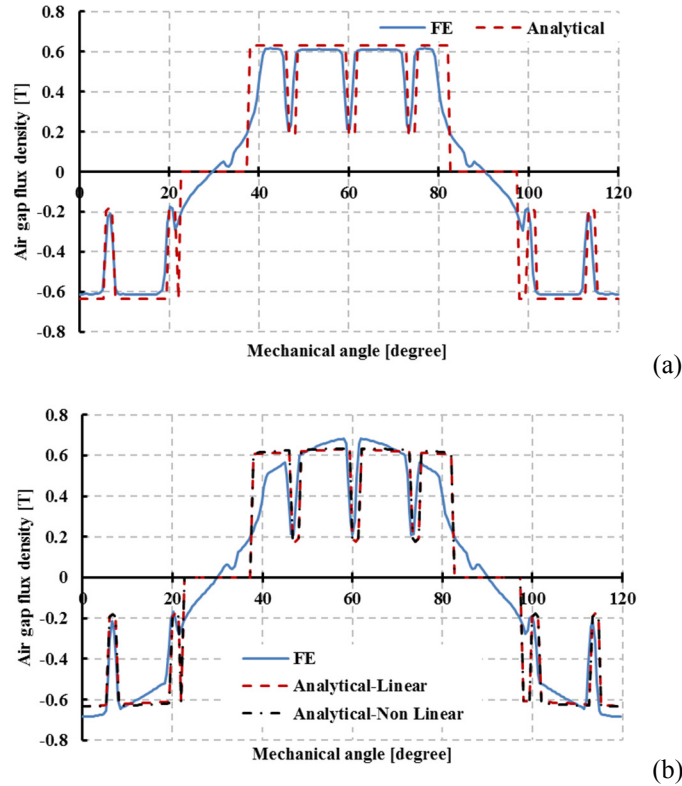 FE Analytical
0.8
0.6
0.4
0.2
0
-0.2
-0.4
-0.6
-0.8
0 20 40 60 80 100 120
Air gap flux density [T]
Mechanical angle [degree]
(a)
0.8
0.6
0.4
0.2
0
-0.2
-0.4
-0.6
-0.8
0 20 40 60 80 100 120
Air gap flux density [T]
FE
Analytical-Linear
Analytical-Non Linear
Mechanical angle [degree]
(b)